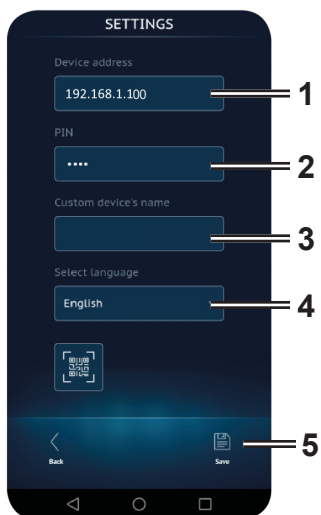 SETTINGS
Device address
192.168.1.100
1
PIN
••••
2
Custom device's name
3
Select language
English
4
Back
Save
5